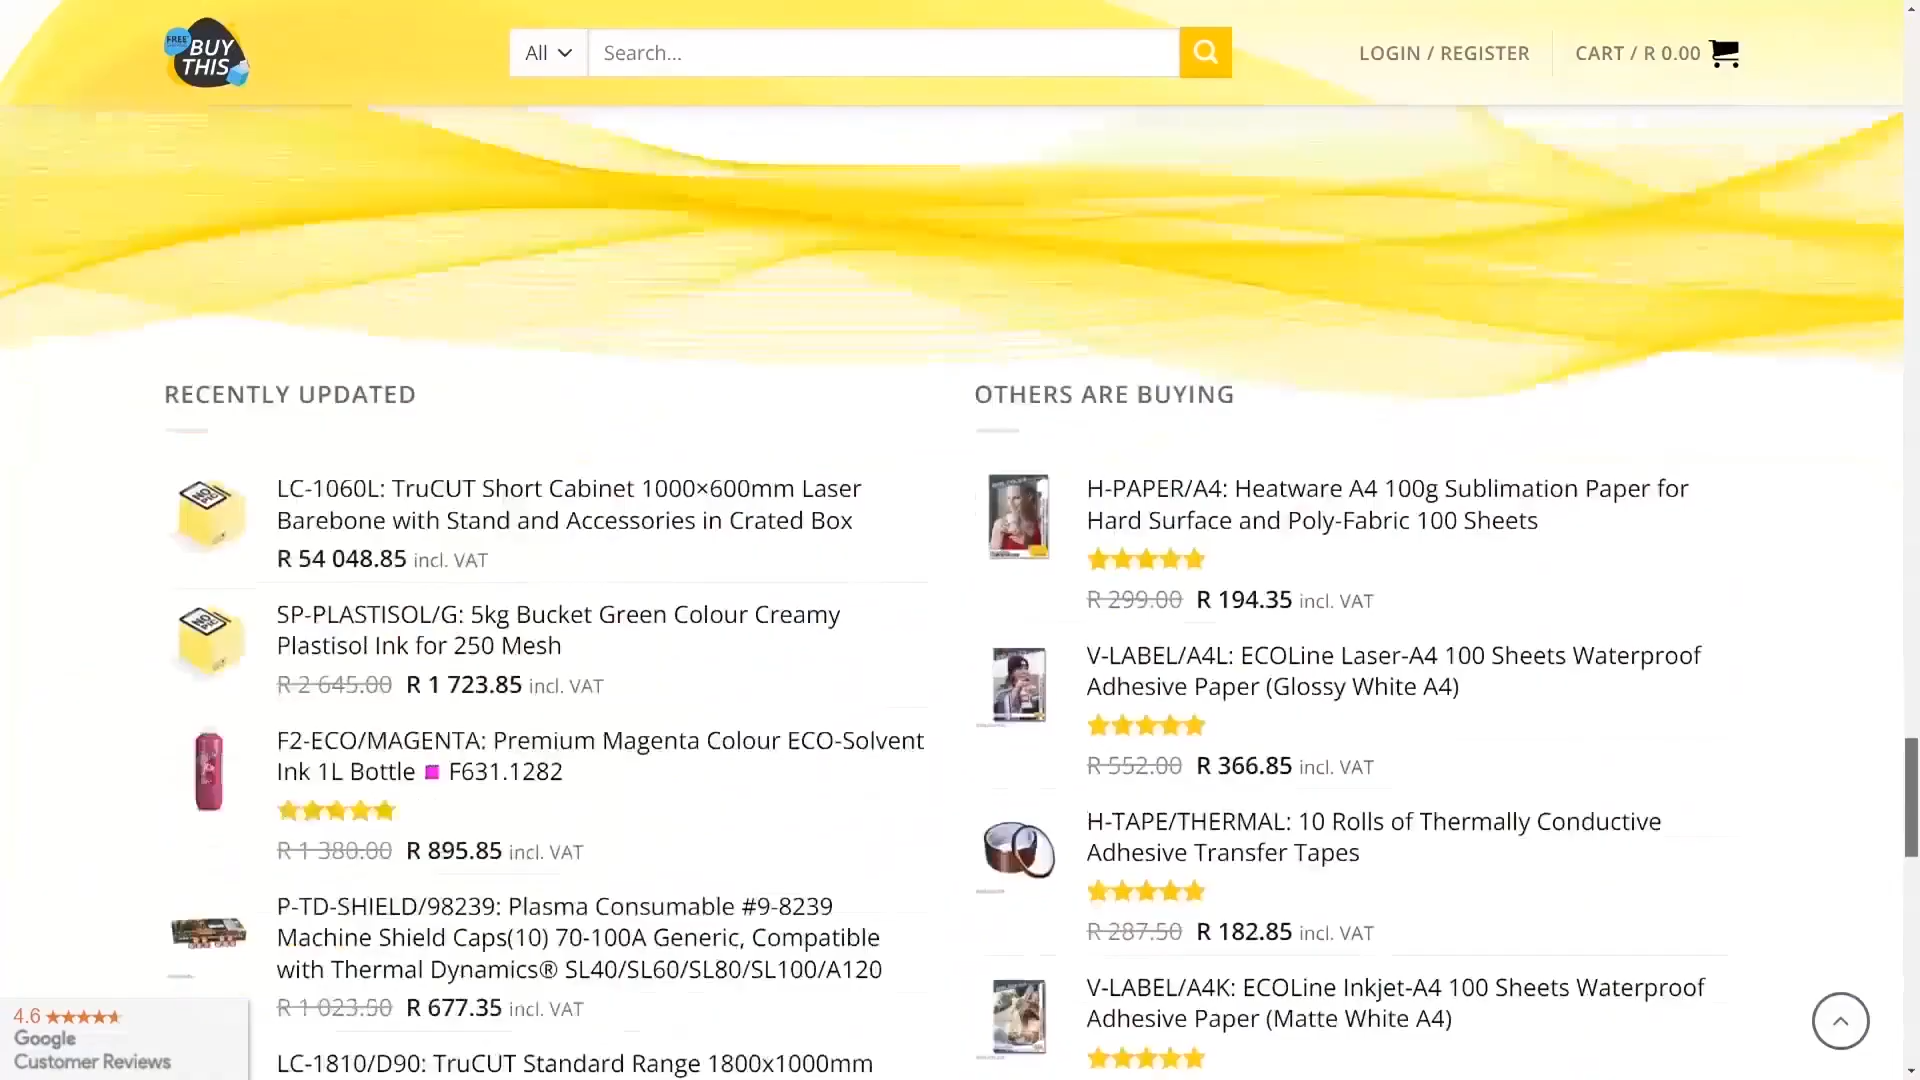 FREE
BUY
THIS
All
Search...
LOGIN / REGISTER
CART / R 0.00
RECENTLY UPDATED
LC-1060L: TruCUT Short Cabinet 1000×600mm Laser
Barebone with Stand and Accessories in Crated Box
R 54 048.85 incl. VAT
SP-PLASTISOL/G: 5kg Bucket Green Colour Creamy
Plastisol Ink for 250 Mesh
R 2 645.00 R 1 723.85 incl. VAT
F2-ECO/MAGENTA: Premium Magenta Colour ECO-Solvent
Ink 1L Bottle F631.1282
R 1 380.00 R 895.85 incl. VAT
P-TD-SHIELD/98239: Plasma Consumable #9-8239
Machine Shield Caps(10) 70-100A Generic, Compatible
with Thermal Dynamics® SL40/SL60/SL80/SL100/A120
R 1 023.50 R 677.35 incl. VAT
LC-1810/D90: TruCUT Standard Range 1800x1000mm
OTHERS ARE BUYING
H-PAPER/A4: Heatware A4 100g Sublimation Paper for
Hard Surface and Poly-Fabric 100 Sheets
R 299.00 R 194.35 incl. VAT
V-LABEL/A4L: ECOLine Laser-A4 100 Sheets Waterproof
Adhesive Paper (Glossy White A4)
R 552.00 R 366.85 incl. VAT
H-TAPE/THERMAL: 10 Rolls of Thermally Conductive
Adhesive Transfer Tapes
R 287.50 R 182.85 incl. VAT
V-LABEL/A4K: ECOLine Inkjet-A4 100 Sheets Waterproof
Adhesive Paper (Matte White A4)
4.6
Google
Customer Reviews
NO
PIC
NO
PIC